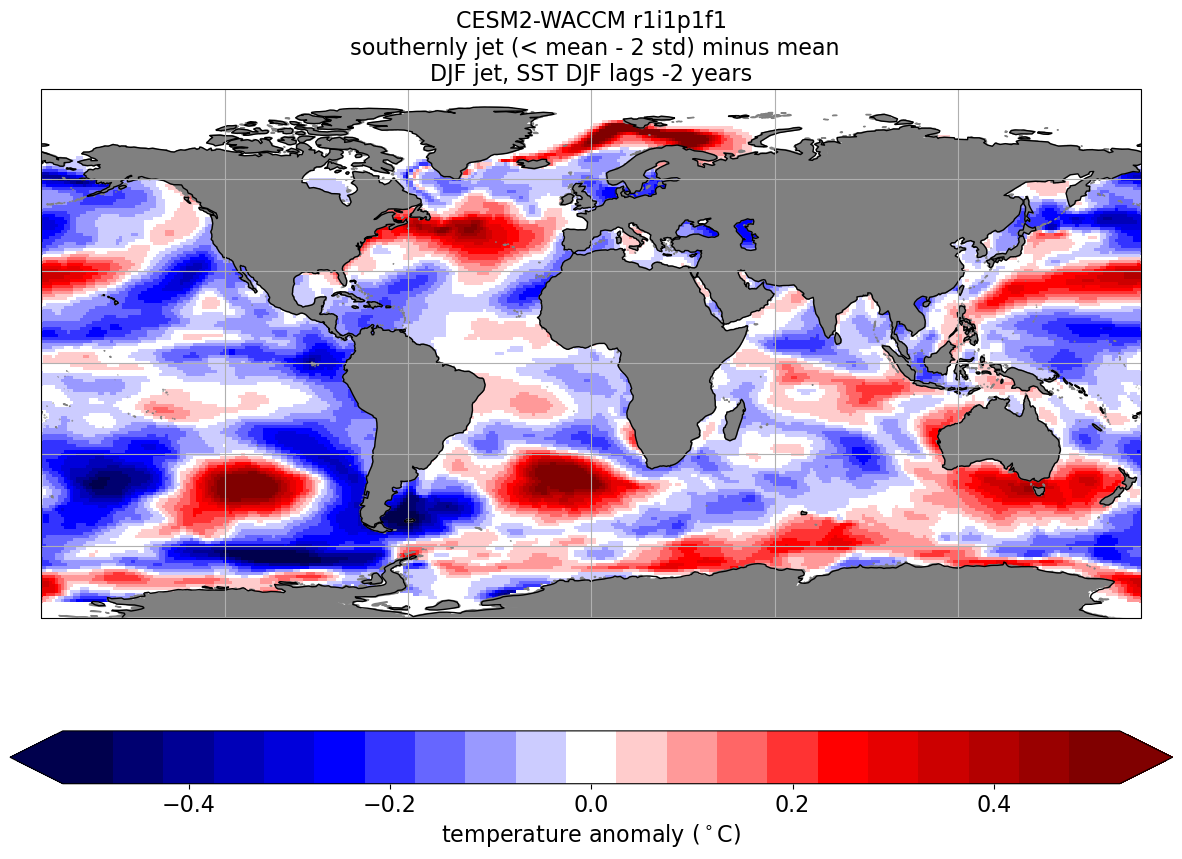 CESM2-WACCM r1i1p1f1
southernly jet (< mean - 2 std) minus mean
DJF jet, SST DJF lags -2 years
−0.4 −0.2 0.0 0.2 0.4
temperature anomaly (°C)